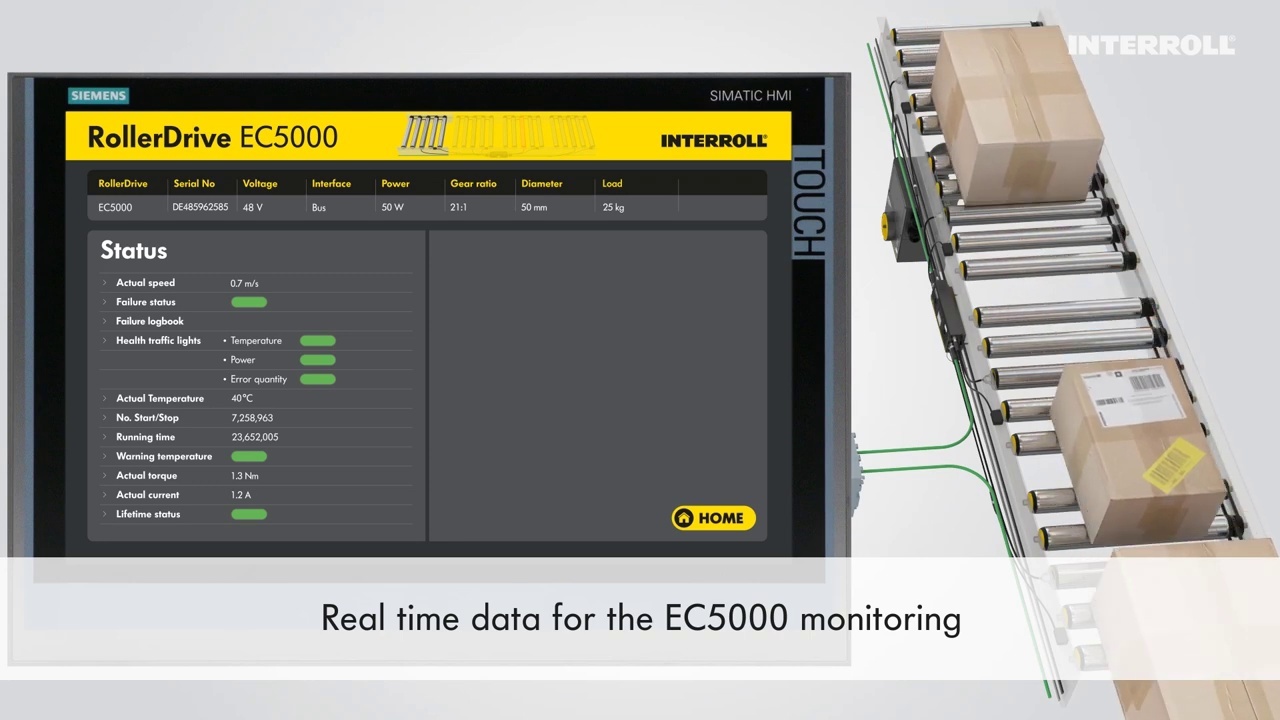 INTERROLL
SIEMENS
SIMATIC HMI
RollerDrive EC5000
INTERROLL
TOUCH
RollerDrive Serial No Voltage Interface Power Gear ratio Diameter Load
EC5000 DE485962585 48 V Bus 50 W 21:1 50 mm 25 kg
Status
Actual speed 0.7 m/s
Failure status
Failure logbook
Health traffic lights • Temperature
• Power
• Error quantity
Actual Temperature 40°C
No. Start/Stop 7,258,963
Running time 23,652,005
Warning temperature
Actual torque 1.3 Nm
Actual current 1.2 A
Lifetime status
HOME
Real time data for the EC5000 monitoring